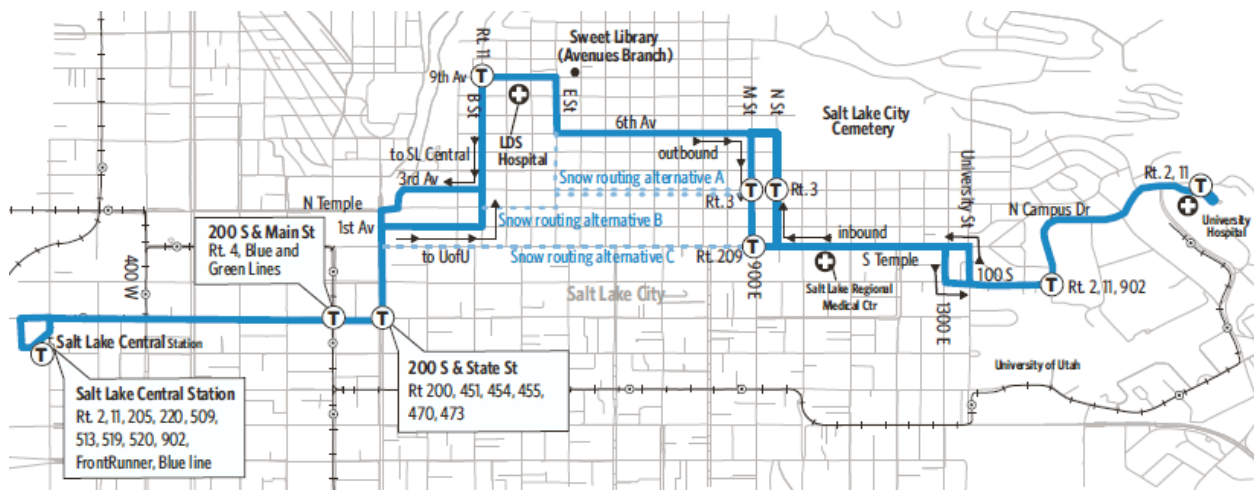 Rt. 11
Sweet Library
(Avenues Branch)
9th Av
B St
E St
M St
N St
LDS
Hospital
6th Av
Salt Lake City
Cemetery
to SL Central
outbound
University St
3rd Av
Snow routing alternative A
Rt. 3
Rt. 3
Rt. 2, 11
N Temple
1st Av
Snow routing alternative B
N Campus Dr
University
Hospital
200 S & Main St
Rt. 4, Blue and
Green Lines
to UofU
Snow routing alternative C
Rt. 209
inbound
S Temple
400 W
900 E
Salt Lake Regional
Medical Ctr
100 S
Rt. 2, 11, 902
Salt Lake City
1300 E
Salt Lake Central Station
200 S & State St
Rt 200, 451, 454, 455,
470, 473
University of Utah
Salt Lake Central Station
Rt. 2, 11, 205, 220, 509,
513, 519, 520, 902,
FrontRunner, Blue line
T
T
T
T
T
T
T
T
T